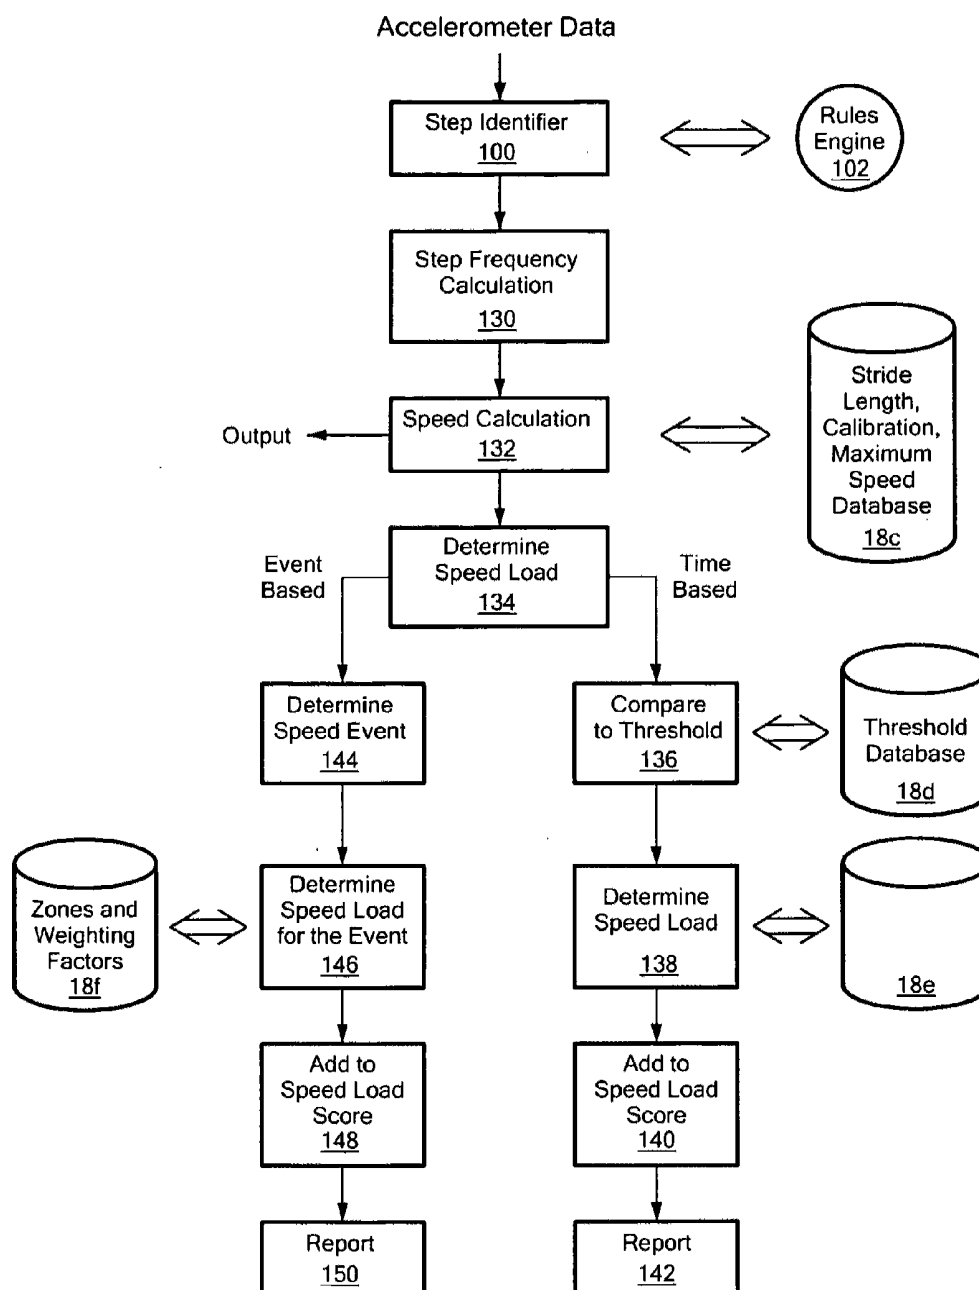 Accelerometer Data
Step Identifier
100
Rules
Engine
102
Step Frequency
Calculation
130
Speed Calculation
132
Output
Stride
Length,
Calibration,
Maximum
Speed
Database
18c
Determine
Speed Load
134
Event
Based
Time
Based
Determine
Speed Event
144
Compare
to Threshold
136
Threshold
Database
18d
Zones and
Weighting
Factors
18f
Determine
Speed Load
for the Event
146
Determine
Speed Load
138
18e
Add to
Speed Load
Score
148
Add to
Speed Load
Score
140
Report
150
Report
142